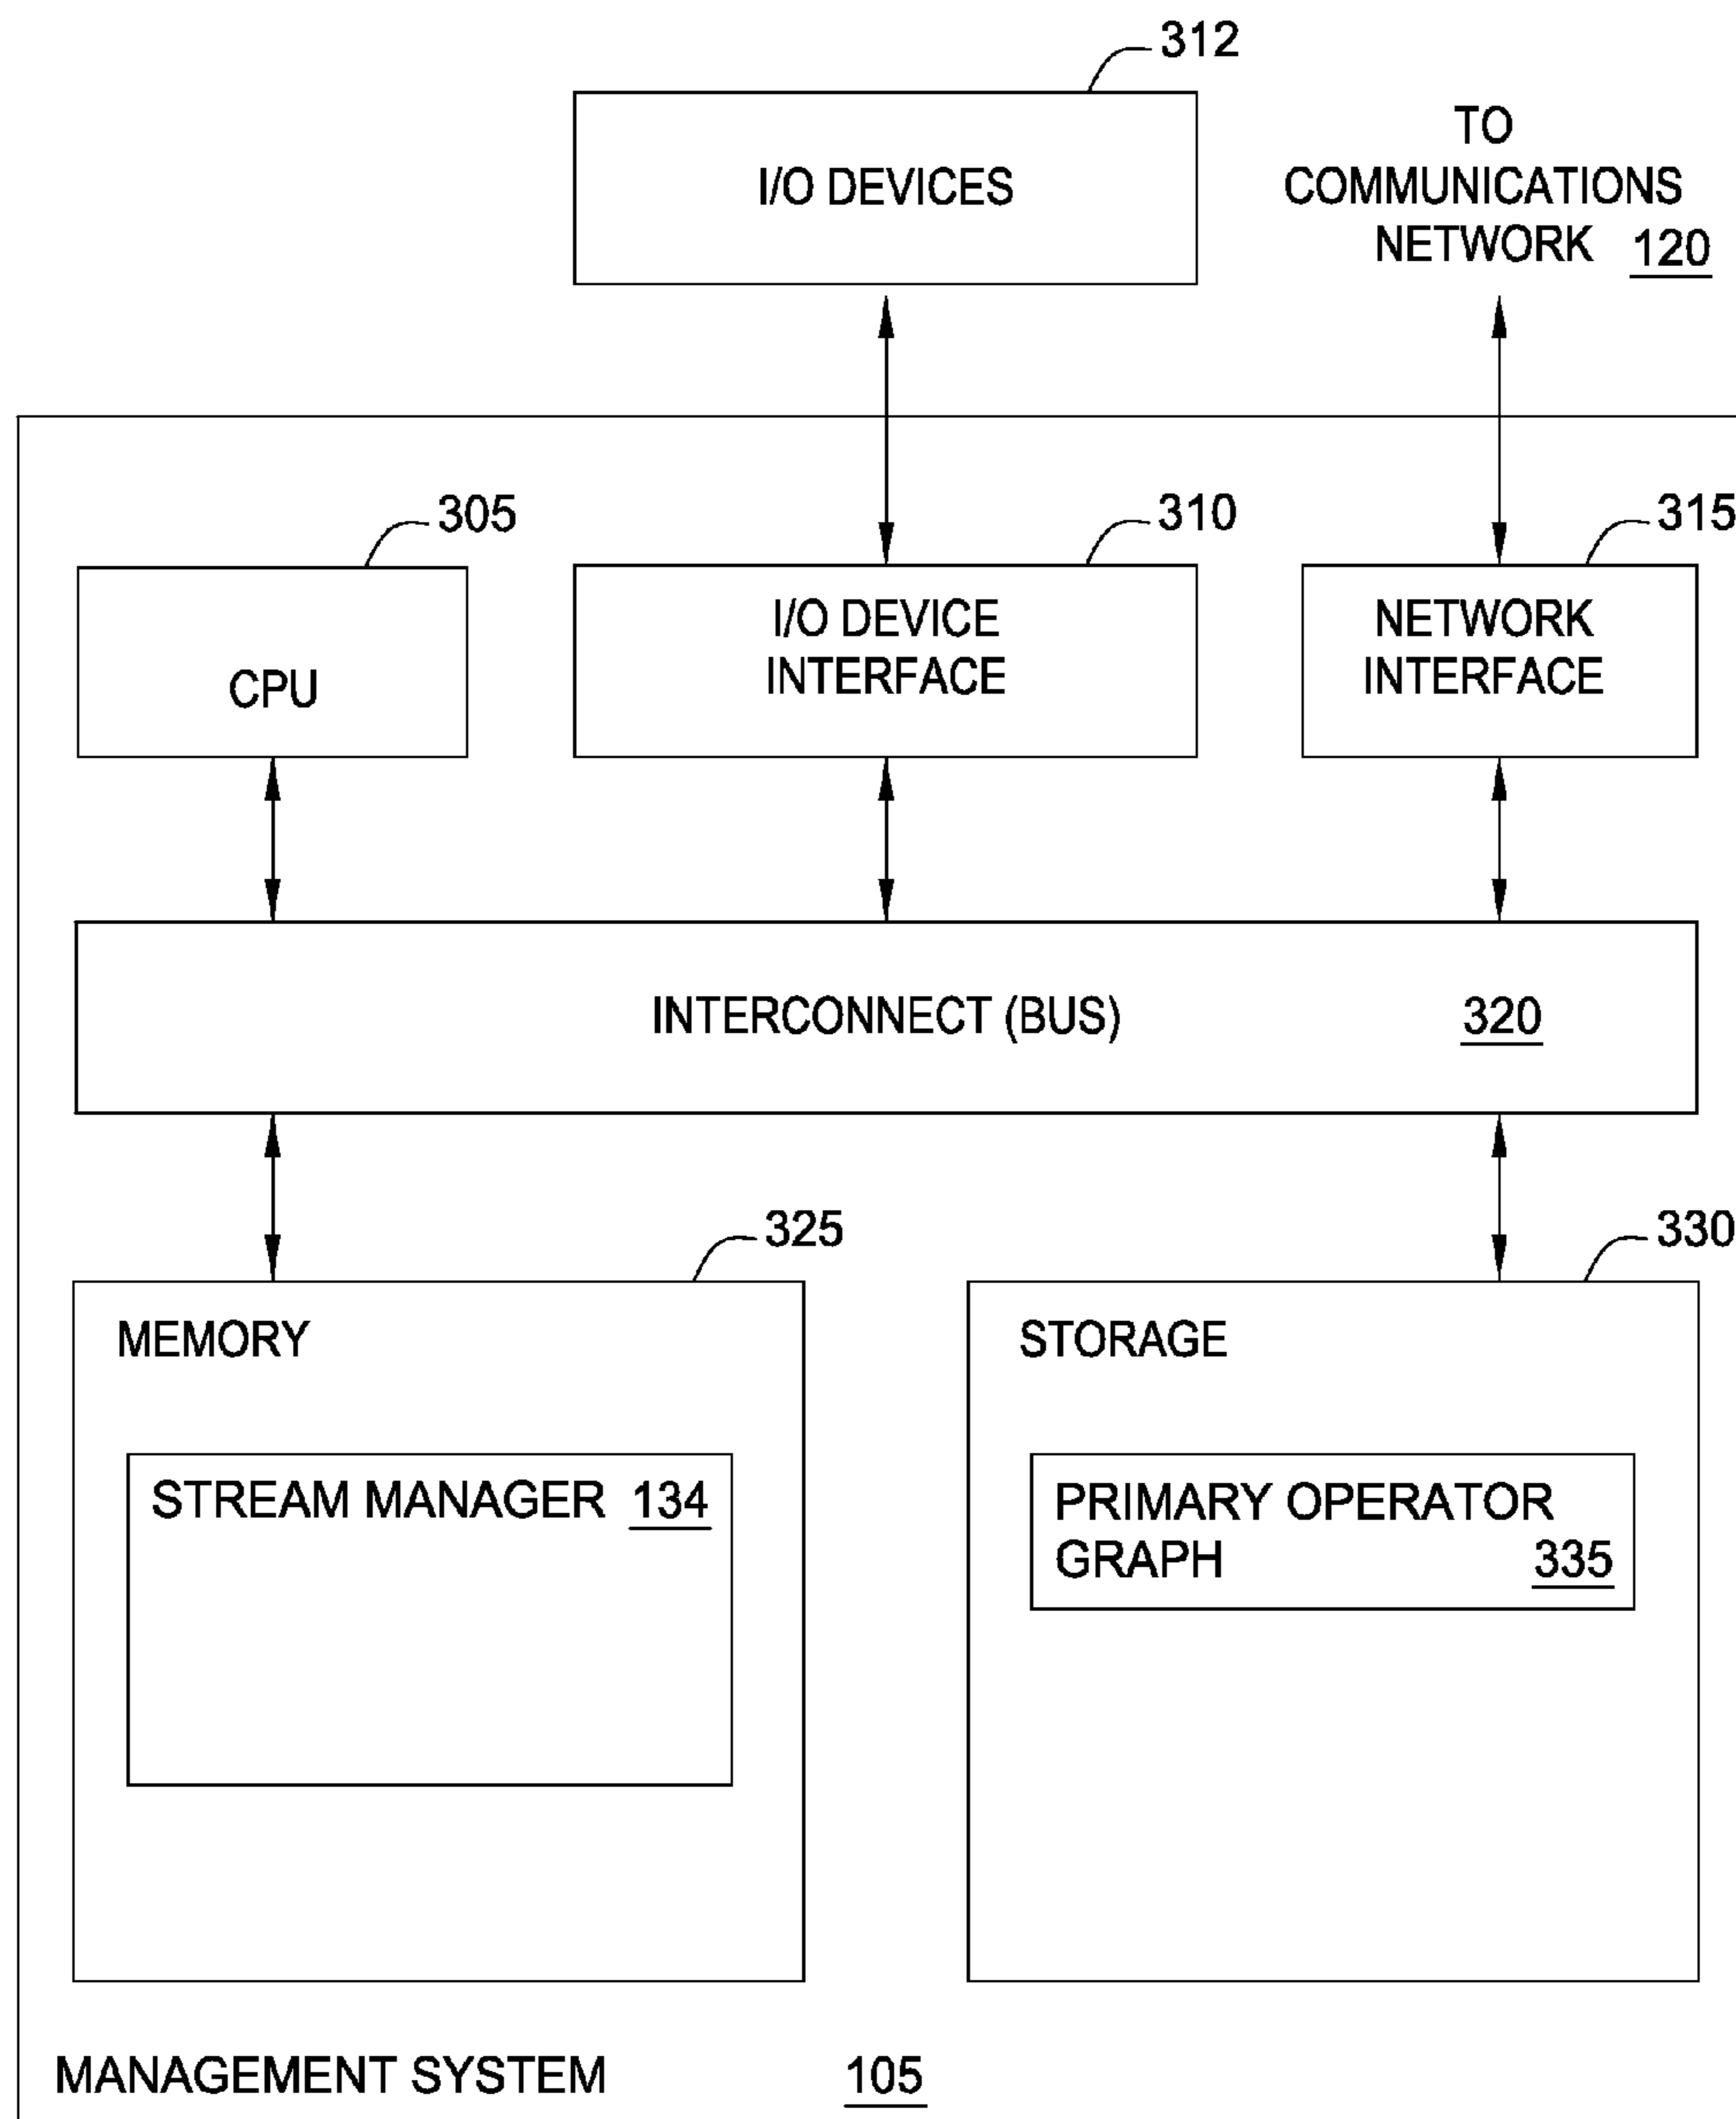 312
I/O DEVICES
TO
COMMUNICATIONS
NETWORK 120
305
310
315
CPU
I/O DEVICE
INTERFACE
NETWORK
INTERFACE
INTERCONNECT (BUS) 320
325
330
MEMORY
STORAGE
STREAM MANAGER 134
PRIMARY OPERATOR
GRAPH 335
MANAGEMENT SYSTEM 105